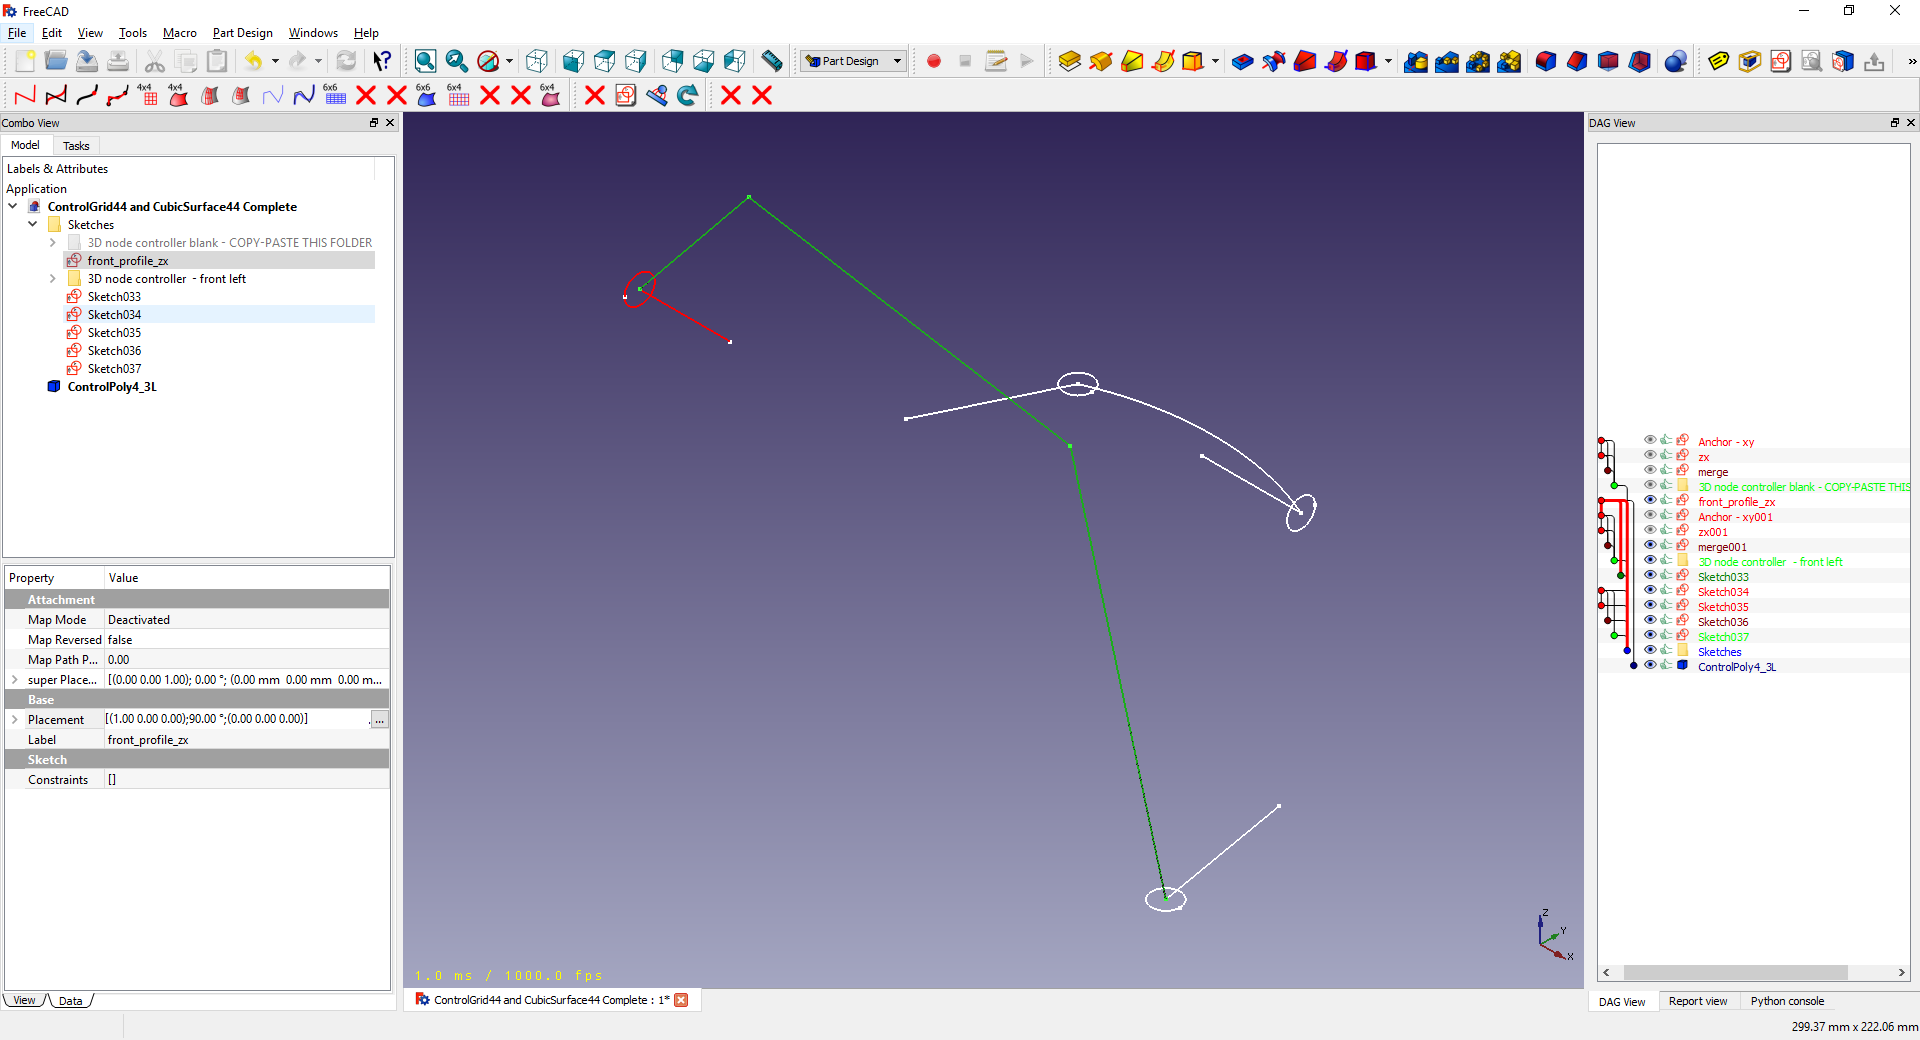 FreeCAD
File Edit View Tools Macro Part Design Windows Help
Part Design
4x4 4x4 6x6 6x6 6x4 6x4
Combo View
DAG View
Model Tasks
Labels & Attributes
Application
ControlGrid44 and CubicSurface44 Complete
Sketches
3D node controller blank - COPY-PASTE THIS FOLDER
front_profile_zx
3D node controller  - front left
Sketch033
Sketch034
Sketch035
Sketch036
Sketch037
ControlPoly4_3L
Property Value
Attachment
Map Mode Deactivated
Map Reversed false
Map Path P... 0.00
super Place... [(0.00 0.00 1.00); 0.00 °; (0.00 mm  0.00 mm  0.00 m...
Base
Placement [(1.00 0.00 0.00);90.00 °;(0.00 0.00 0.00)] ...
Label front_profile_zx
Sketch
Constraints []
View Data
1.0 ms / 1000.0 fps
Z
Y
X
ControlGrid44 and CubicSurface44 Complete : 1*
Anchor - xy
zx
merge
3D node controller blank - COPY-PASTE THIS
front_profile_zx
Anchor - xy001
zx001
merge001
3D node controller  - front left
Sketch033
Sketch034
Sketch035
Sketch036
Sketch037
Sketches
ControlPoly4_3L
DAG View Report view Python console
299.37 mm x 222.06 mm